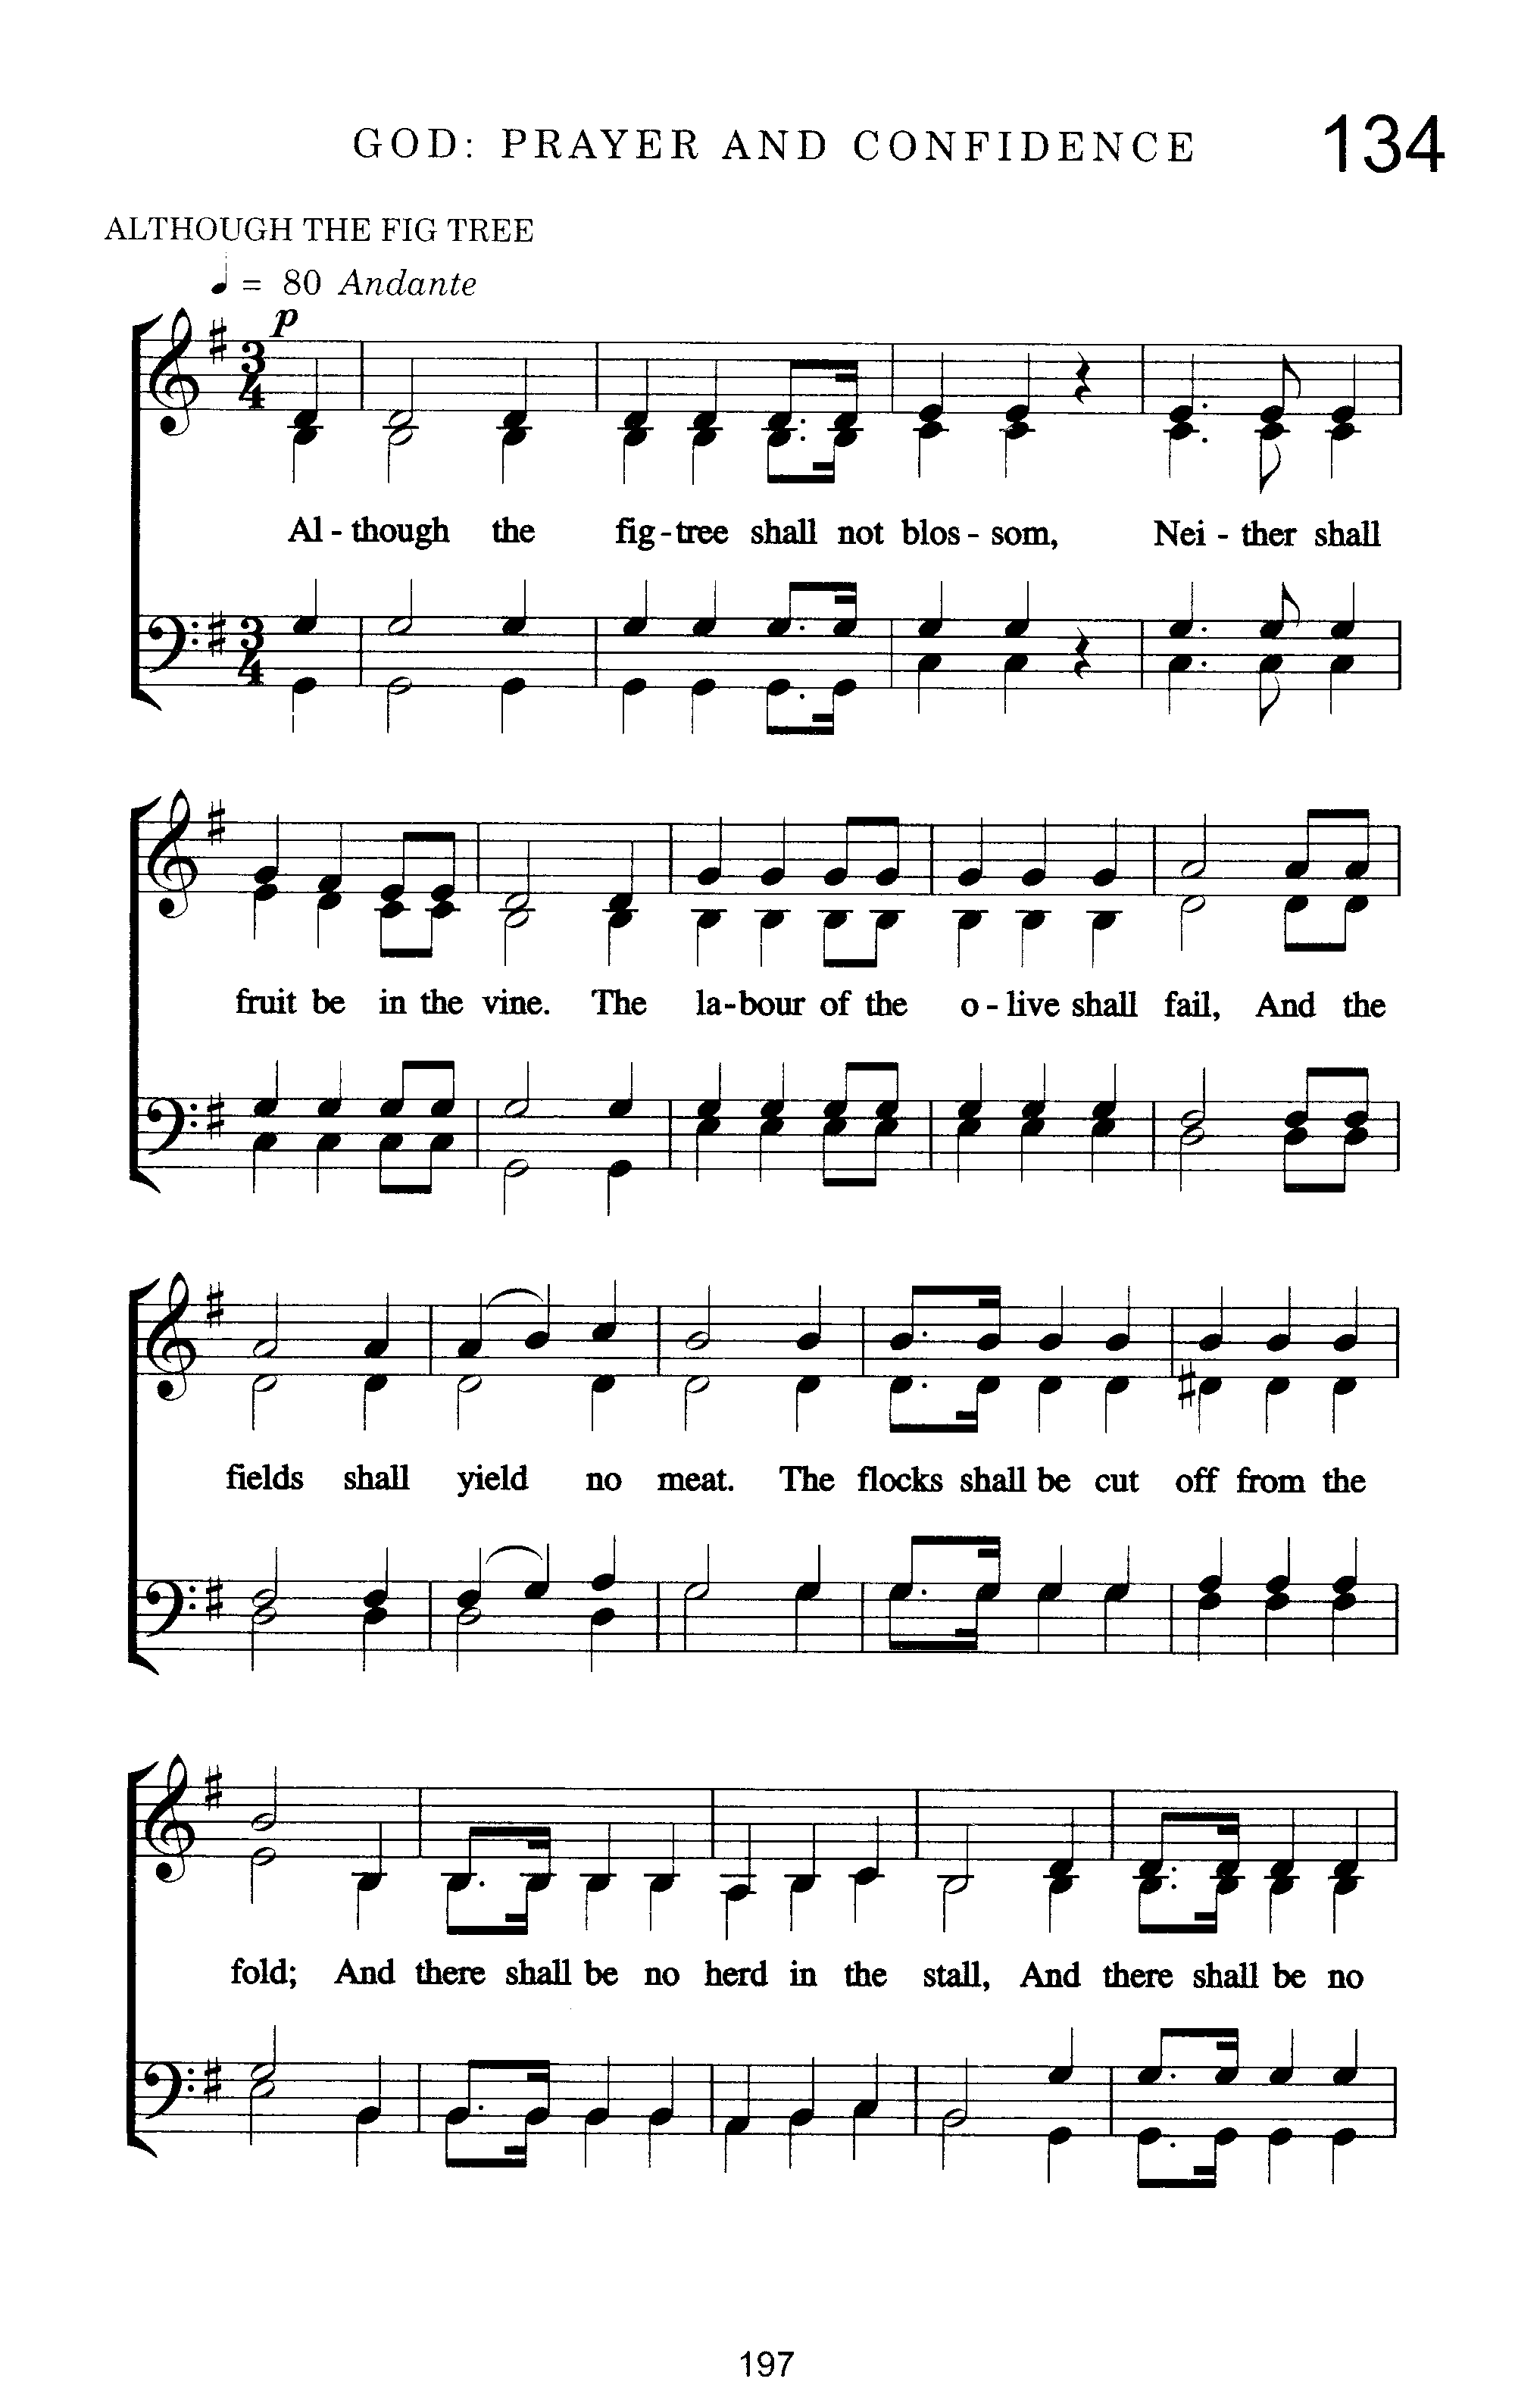 GOD: PRAYER AND CONFIDENCE 134
ALTHOUGH THE FIG TREE
♩ = 80 Andante
p
Al - though the fig - tree shall not blos - som, Nei - ther shall
fruit be in the vine. The la - bour of the o - live shall fail, And the
fields shall yield no meat. The flocks shall be cut off from the
fold; And there shall be no herd in the stall, And there shall be no
197